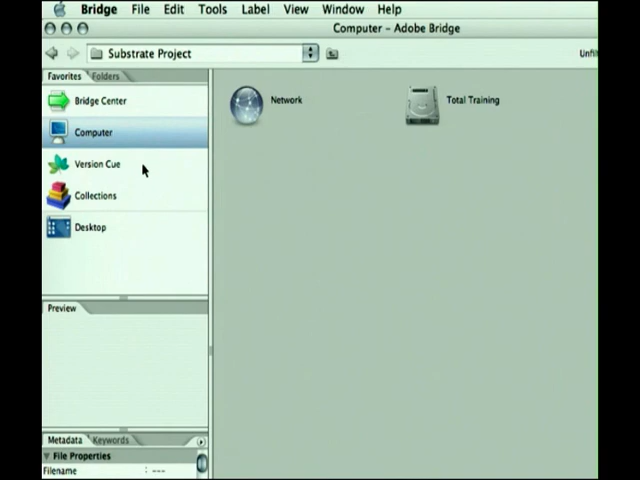 Bridge File Edit Tools Label View Window Help
Computer - Adobe Bridge
Substrate Project
Unfil
Favorites Folders
Bridge Center
Computer
Version Cue
Collections
Desktop
Network
Total Training
Preview
Metadata Keywords
File Properties
Filename : ---